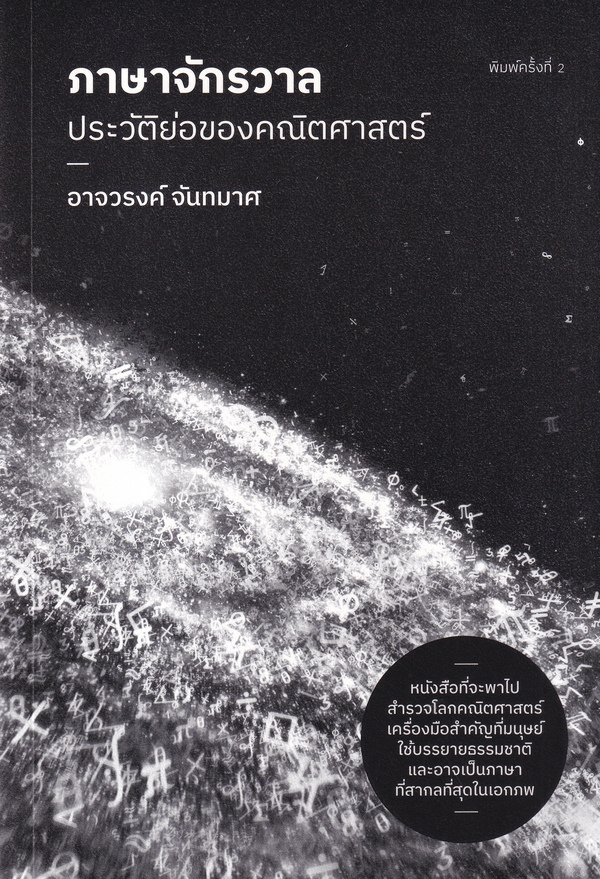 ภาษาจักรวาล
พิมพ์ครั้งที่ 2
ประวัติย่อของคณิตศาสตร์
อาจวรงค์ จันทมาศ
หนังสือที่จะพาไป
สำรวจโลกคณิตศาสตร์
เครื่องมือสำคัญที่มนุษย์
ใช้บรรยายธรรมชาติ
และอาจเป็นภาษา
ที่สากลที่สุดในเอกภพ